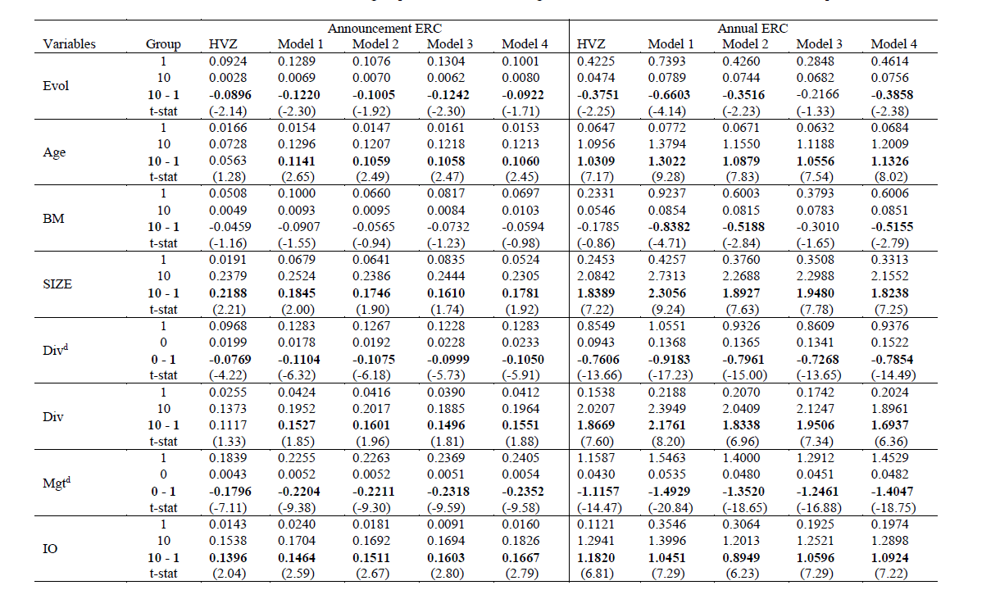 Announcement ERC Annual ERC
Variables Group HVZ Model 1 Model 2 Model 3 Model 4 HVZ Model 1 Model 2 Model 3 Model 4
Evol
1 0.0924 0.1289 0.1076 0.1304 0.1001 0.4225 0.7393 0.4260 0.2848 0.4614
10 0.0028 0.0069 0.0070 0.0062 0.0080 0.0474 0.0789 0.0744 0.0682 0.0756
10 - 1 -0.0896 -0.1220 -0.1005 -0.1242 -0.0922 -0.3751 -0.6603 -0.3516 -0.2166 -0.3858
t-stat (-2.14) (-2.30) (-1.92) (-2.30) (-1.71) (-2.25) (-4.14) (-2.23) (-1.33) (-2.38)
Age
1 0.0166 0.0154 0.0147 0.0161 0.0153 0.0647 0.0772 0.0671 0.0632 0.0684
10 0.0728 0.1296 0.1207 0.1218 0.1213 1.0956 1.3794 1.1550 1.1188 1.2009
10 - 1 0.0563 0.1141 0.1059 0.1058 0.1060 1.0309 1.3022 1.0879 1.0556 1.1326
t-stat (1.28) (2.65) (2.49) (2.47) (2.45) (7.17) (9.28) (7.83) (7.54) (8.02)
BM
1 0.0508 0.1000 0.0660 0.0817 0.0697 0.2331 0.9237 0.6003 0.3793 0.6006
10 0.0049 0.0093 0.0095 0.0084 0.0103 0.0546 0.0854 0.0815 0.0783 0.0851
10 - 1 -0.0459 -0.0907 -0.0565 -0.0732 -0.0594 -0.1785 -0.8382 -0.5188 -0.3010 -0.5155
t-stat (-1.16) (-1.55) (-0.94) (-1.23) (-0.98) (-0.86) (-4.71) (-2.84) (-1.65) (-2.79)
SIZE
1 0.0191 0.0679 0.0641 0.0835 0.0524 0.2453 0.4257 0.3760 0.3508 0.3313
10 0.2379 0.2524 0.2386 0.2444 0.2305 2.0842 2.7313 2.2688 2.2988 2.1552
10 - 1 0.2188 0.1845 0.1746 0.1610 0.1781 1.8389 2.3056 1.8927 1.9480 1.8238
t-stat (2.21) (2.00) (1.90) (1.74) (1.92) (7.22) (9.24) (7.63) (7.78) (7.25)
Divd
1 0.0968 0.1283 0.1267 0.1228 0.1283 0.8549 1.0551 0.9326 0.8609 0.9376
0 0.0199 0.0178 0.0192 0.0228 0.0233 0.0943 0.1368 0.1365 0.1341 0.1522
0 - 1 -0.0769 -0.1104 -0.1075 -0.0999 -0.1050 -0.7606 -0.9183 -0.7961 -0.7268 -0.7854
t-stat (-4.22) (-6.32) (-6.18) (-5.73) (-5.91) (-13.66) (-17.23) (-15.00) (-13.65) (-14.49)
Div
1 0.0255 0.0424 0.0416 0.0390 0.0412 0.1538 0.2188 0.2070 0.1742 0.2024
10 0.1373 0.1952 0.2017 0.1885 0.1964 2.0207 2.3949 2.0409 2.1247 1.8961
10 - 1 0.1117 0.1527 0.1601 0.1496 0.1551 1.8669 2.1761 1.8338 1.9506 1.6937
t-stat (1.33) (1.85) (1.96) (1.81) (1.88) (7.60) (8.20) (6.96) (7.34) (6.36)
Mgtd
1 0.1839 0.2255 0.2263 0.2369 0.2405 1.1587 1.5463 1.4000 1.2912 1.4529
0 0.0043 0.0052 0.0052 0.0051 0.0054 0.0430 0.0535 0.0480 0.0451 0.0482
0 - 1 -0.1796 -0.2204 -0.2211 -0.2318 -0.2352 -1.1157 -1.4929 -1.3520 -1.2461 -1.4047
t-stat (-7.11) (-9.38) (-9.30) (-9.59) (-9.58) (-14.47) (-20.84) (-18.65) (-16.88) (-18.75)
IO
1 0.0143 0.0240 0.0181 0.0091 0.0160 0.1121 0.3546 0.3064 0.1925 0.1974
10 0.1538 0.1704 0.1692 0.1694 0.1826 1.2941 1.3996 1.2013 1.2521 1.2898
10 - 1 0.1396 0.1464 0.1511 0.1603 0.1667 1.1820 1.0451 0.8949 1.0596 1.0924
t-stat (2.04) (2.59) (2.67) (2.80) (2.79) (6.81) (7.29) (6.23) (7.29) (7.22)